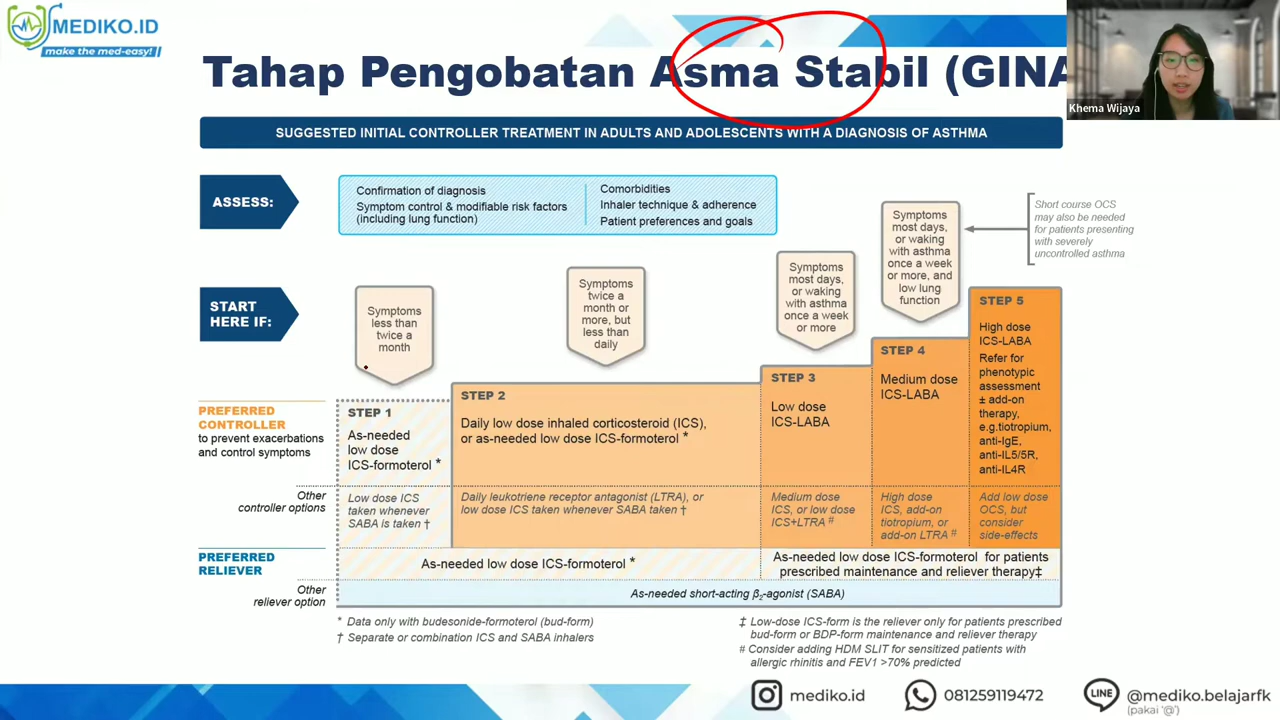 MEDIKO.ID
make the med-easy!
Tahap Pengobatan Asma Stabil (GINA
Khema Wijaya
SUGGESTED INITIAL CONTROLLER TREATMENT IN ADULTS AND ADOLESCENTS WITH A DIAGNOSIS OF ASTHMA
ASSESS:
Confirmation of diagnosis
Symptom control & modifiable risk factors
(including lung function)
Comorbidities
Inhaler technique & adherence
Patient preferences and goals
Short course OCS
may also be needed
for patients presenting
with severely
uncontrolled asthma
START
HERE IF:
Symptoms
less than
twice a
month
Symptoms
twice a
month or
more, but
less than
daily
Symptoms
most days,
or waking
with asthma
once a week
or more
Symptoms
most days,
or waking
with asthma
once a week
or more, and
low lung
function
PREFERRED
CONTROLLER
to prevent exacerbations
and control symptoms
STEP 1
As-needed
low dose
ICS-formoterol *
STEP 2
Daily low dose inhaled corticosteroid (ICS),
or as-needed low dose ICS-formoterol *
STEP 3
Low dose
ICS-LABA
STEP 4
Medium dose
ICS-LABA
STEP 5
High dose
ICS-LABA
Refer for
phenotypic
assessment
± add-on
therapy,
e.g.tiotropium,
anti-IgE,
anti-IL5/5R,
anti-IL4R
Other
controller options
Low dose ICS
taken whenever
SABA is taken †
Daily leukotriene receptor antagonist (LTRA), or
low dose ICS taken whenever SABA taken †
Medium dose
ICS, or low dose
ICS+LTRA #
High dose
ICS, add-on
tiotropium, or
add-on LTRA #
Add low dose
OCS, but
consider
side-effects
PREFERRED
RELIEVER
As-needed low dose ICS-formoterol *
As-needed low dose ICS-formoterol for patients
prescribed maintenance and reliever therapy‡
Other
reliever option
As-needed short-acting β2-agonist (SABA)
* Data only with budesonide-formoterol (bud-form)
† Separate or combination ICS and SABA inhalers
‡ Low-dose ICS-form is the reliever only for patients prescribed
bud-form or BDP-form maintenance and reliever therapy
# Consider adding HDM SLIT for sensitized patients with
allergic rhinitis and FEV1 >70% predicted
mediko.id
081259119472
LINE
@mediko.belajarfk
(pakai '@')